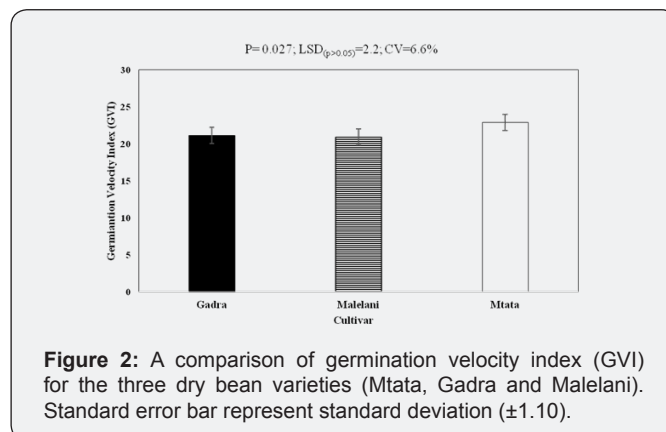 P= 0.027; LSD(p>0.05)=2.2; CV=6.6%
30
25
20
15
10
5
0
Germiantion Velocity Index (GVI)
Gadra Malelani Mtata
Cultivar
Figure 2: A comparison of germination velocity index (GVI)
for the three dry bean varieties (Mtata, Gadra and Malelani).
Standard error bar represent standard deviation (±1.10).